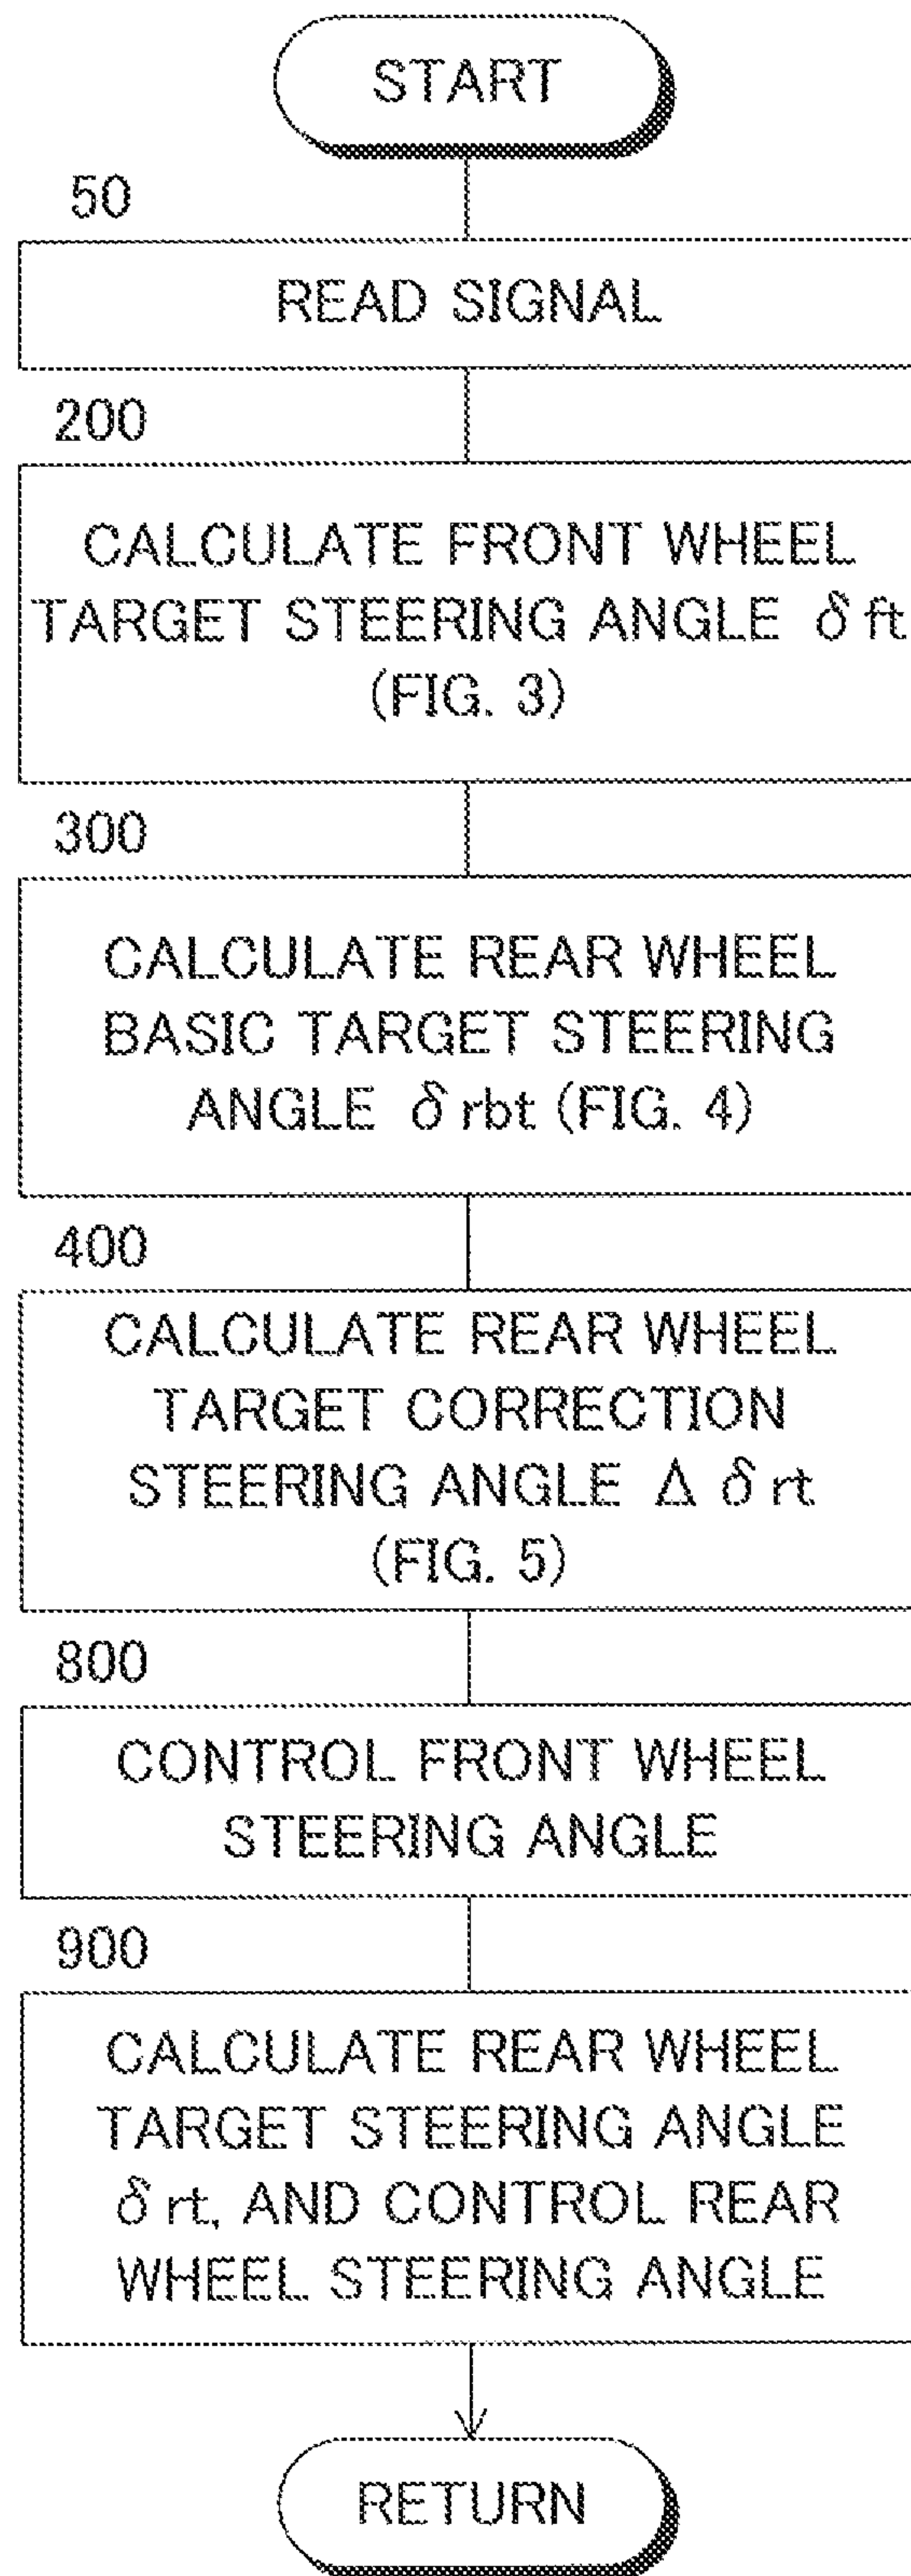 START
50
READ SIGNAL
200
CALCULATE FRONT WHEEL
TARGET STEERING ANGLE δft
(FIG. 3)
300
CALCULATE REAR WHEEL
BASIC TARGET STEERING
ANGLE δrbt (FIG. 4)
400
CALCULATE REAR WHEEL
TARGET CORRECTION
STEERING ANGLE Δδrt
(FIG. 5)
800
CONTROL FRONT WHEEL
STEERING ANGLE
900
CALCULATE REAR WHEEL
TARGET STEERING ANGLE
δrt, AND CONTROL REAR
WHEEL STEERING ANGLE
RETURN